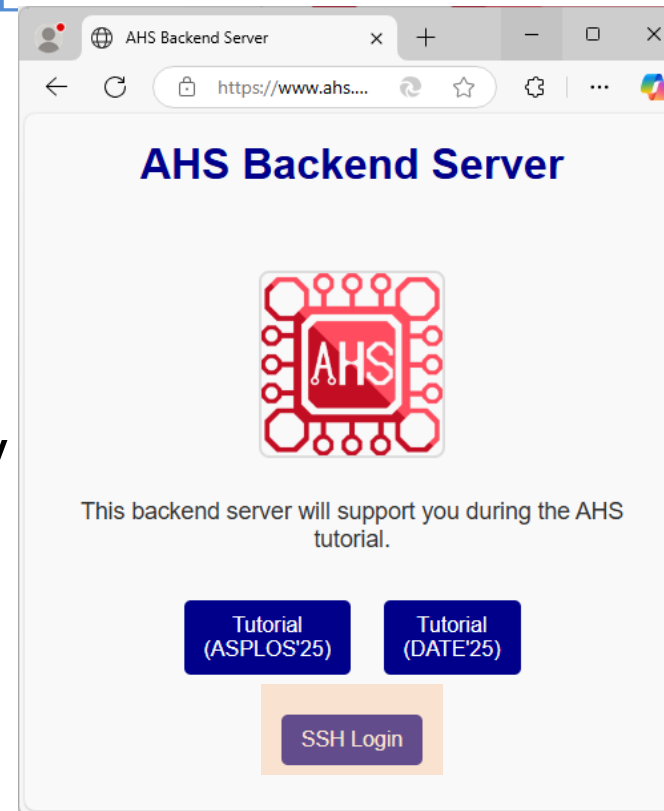 AHS Backend Server
https://www.ahs....
AHS Backend Server
AHS
y
This backend server will support you during the AHS
tutorial.
Tutorial
(ASPLOS'25)
Tutorial
(DATE'25)
SSH Login